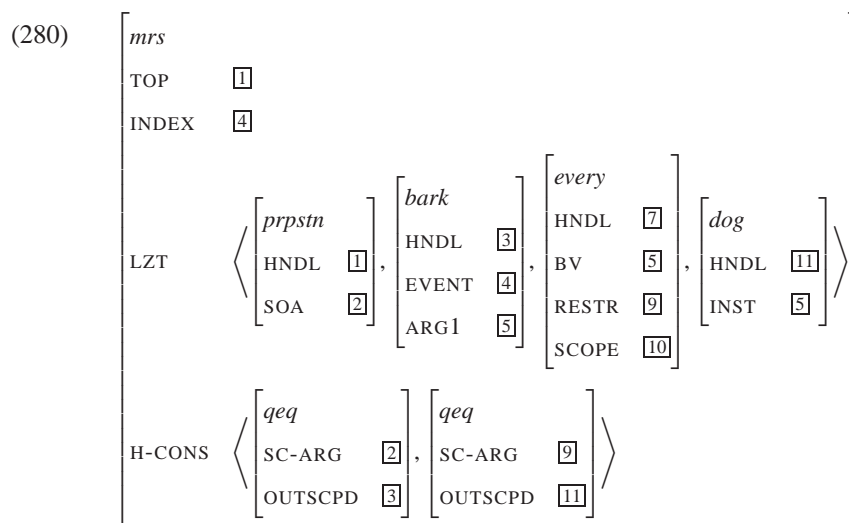 (280)
mrs
TOP 1
INDEX 4
LZT ⟨ [prpstn HNDL 1 SOA 2], [bark HNDL 3 EVENT 4 ARG1 5], [every HNDL 7 BV 5 RESTR 9 SCOPE 10], [dog HNDL 11 INST 5] ⟩
H-CONS ⟨ [qeq SC-ARG 2 OUTSCPD 3], [qeq SC-ARG 9 OUTSCPD 11] ⟩